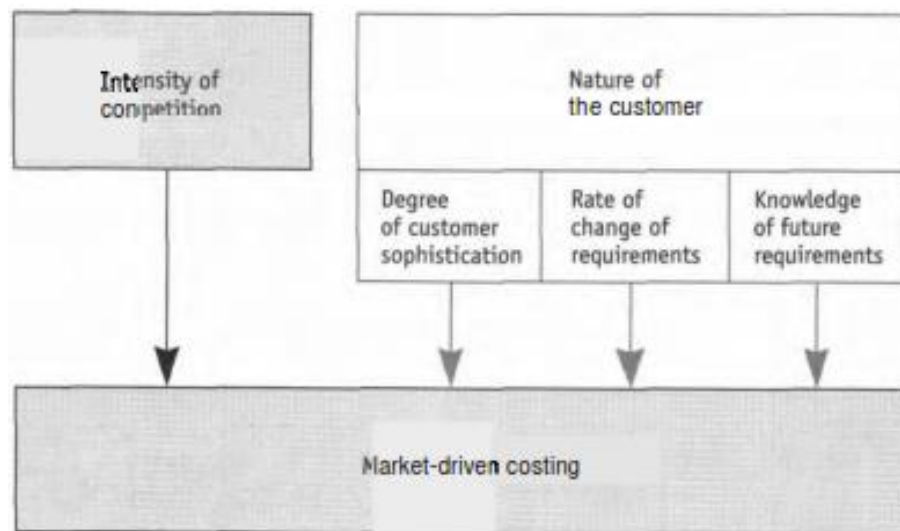 Intensity of
competition
Nature of
the customer
Degree
of customer
sophistication
Rate of
change of
requirements
Knowledge
of future
requirements
Market-driven costing